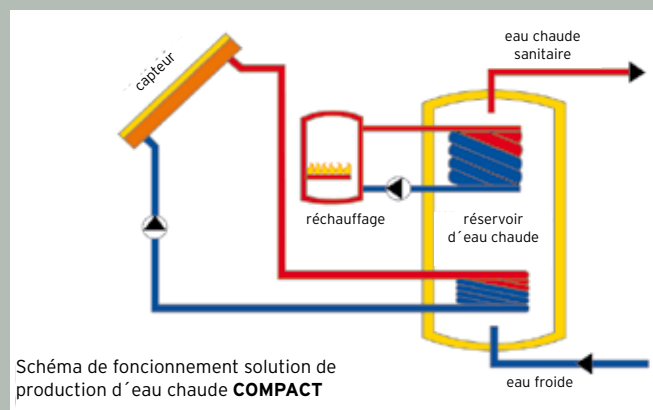 eau chaude
sanitaire
capteur
réchauffage
réservoir
d´eau chaude
eau froide
Schéma de foncionnement solution de
production d´eau chaude COMPACT